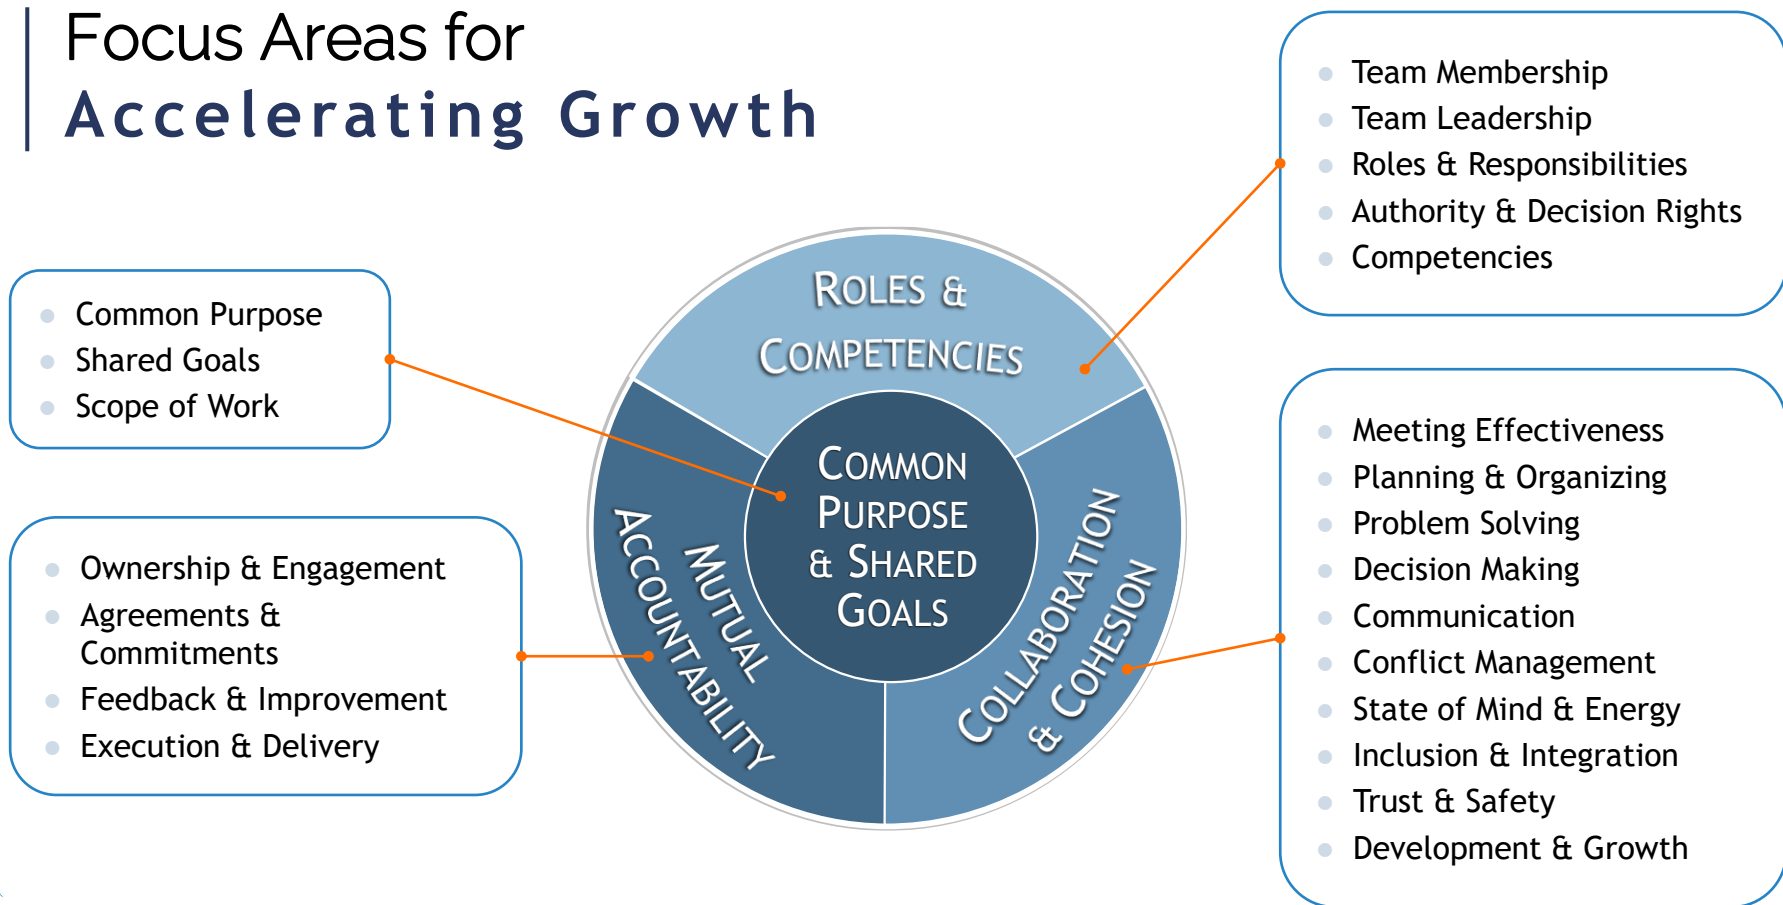 Focus Areas for
Accelerating Growth
Team Membership
Team Leadership
Roles & Responsibilities
Authority & Decision Rights
Competencies
Common Purpose
Shared Goals
Scope of Work
ROLES &
COMPETENCIES
COMMON
PURPOSE
& SHARED
GOALS
MUTUAL
ACCOUNTABILITY
COLLABORATION
& COHESION
Ownership & Engagement
Agreements &
Commitments
Feedback & Improvement
Execution & Delivery
Meeting Effectiveness
Planning & Organizing
Problem Solving
Decision Making
Communication
Conflict Management
State of Mind & Energy
Inclusion & Integration
Trust & Safety
Development & Growth